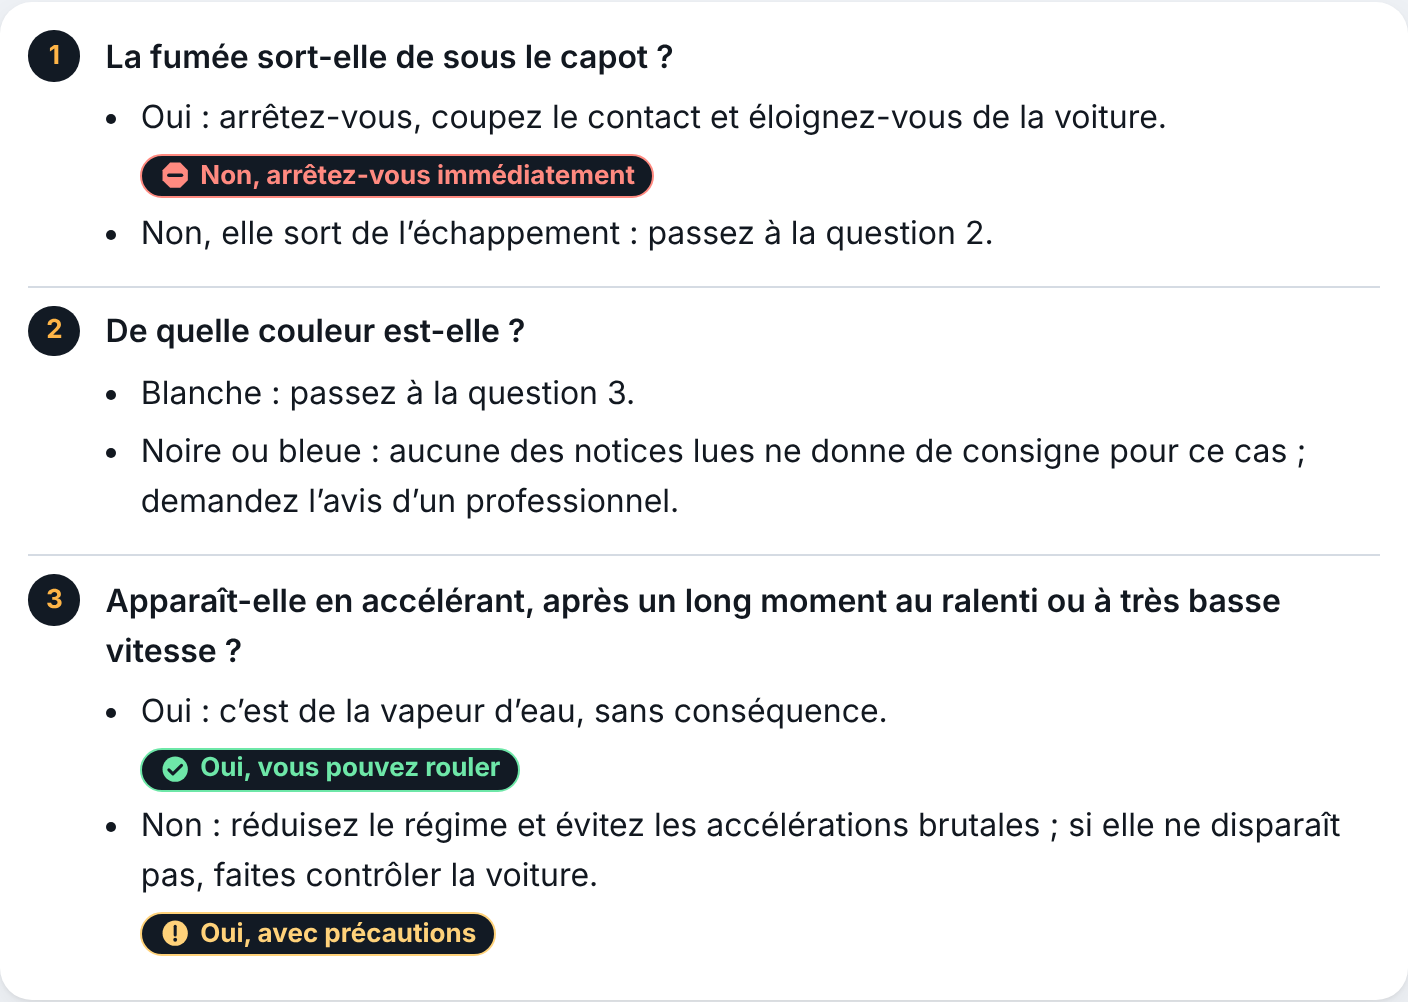 1 La fumée sort-elle de sous le capot ?
• Oui : arrêtez-vous, coupez le contact et éloignez-vous de la voiture.
Non, arrêtez-vous immédiatement
• Non, elle sort de l’échappement : passez à la question 2.
2 De quelle couleur est-elle ?
• Blanche : passez à la question 3.
• Noire ou bleue : aucune des notices lues ne donne de consigne pour ce cas ;
demandez l’avis d’un professionnel.
3 Apparaît-elle en accélérant, après un long moment au ralenti ou à très basse
vitesse ?
• Oui : c’est de la vapeur d’eau, sans conséquence.
Oui, vous pouvez rouler
• Non : réduisez le régime et évitez les accélérations brutales ; si elle ne disparaît
pas, faites contrôler la voiture.
Oui, avec précautions